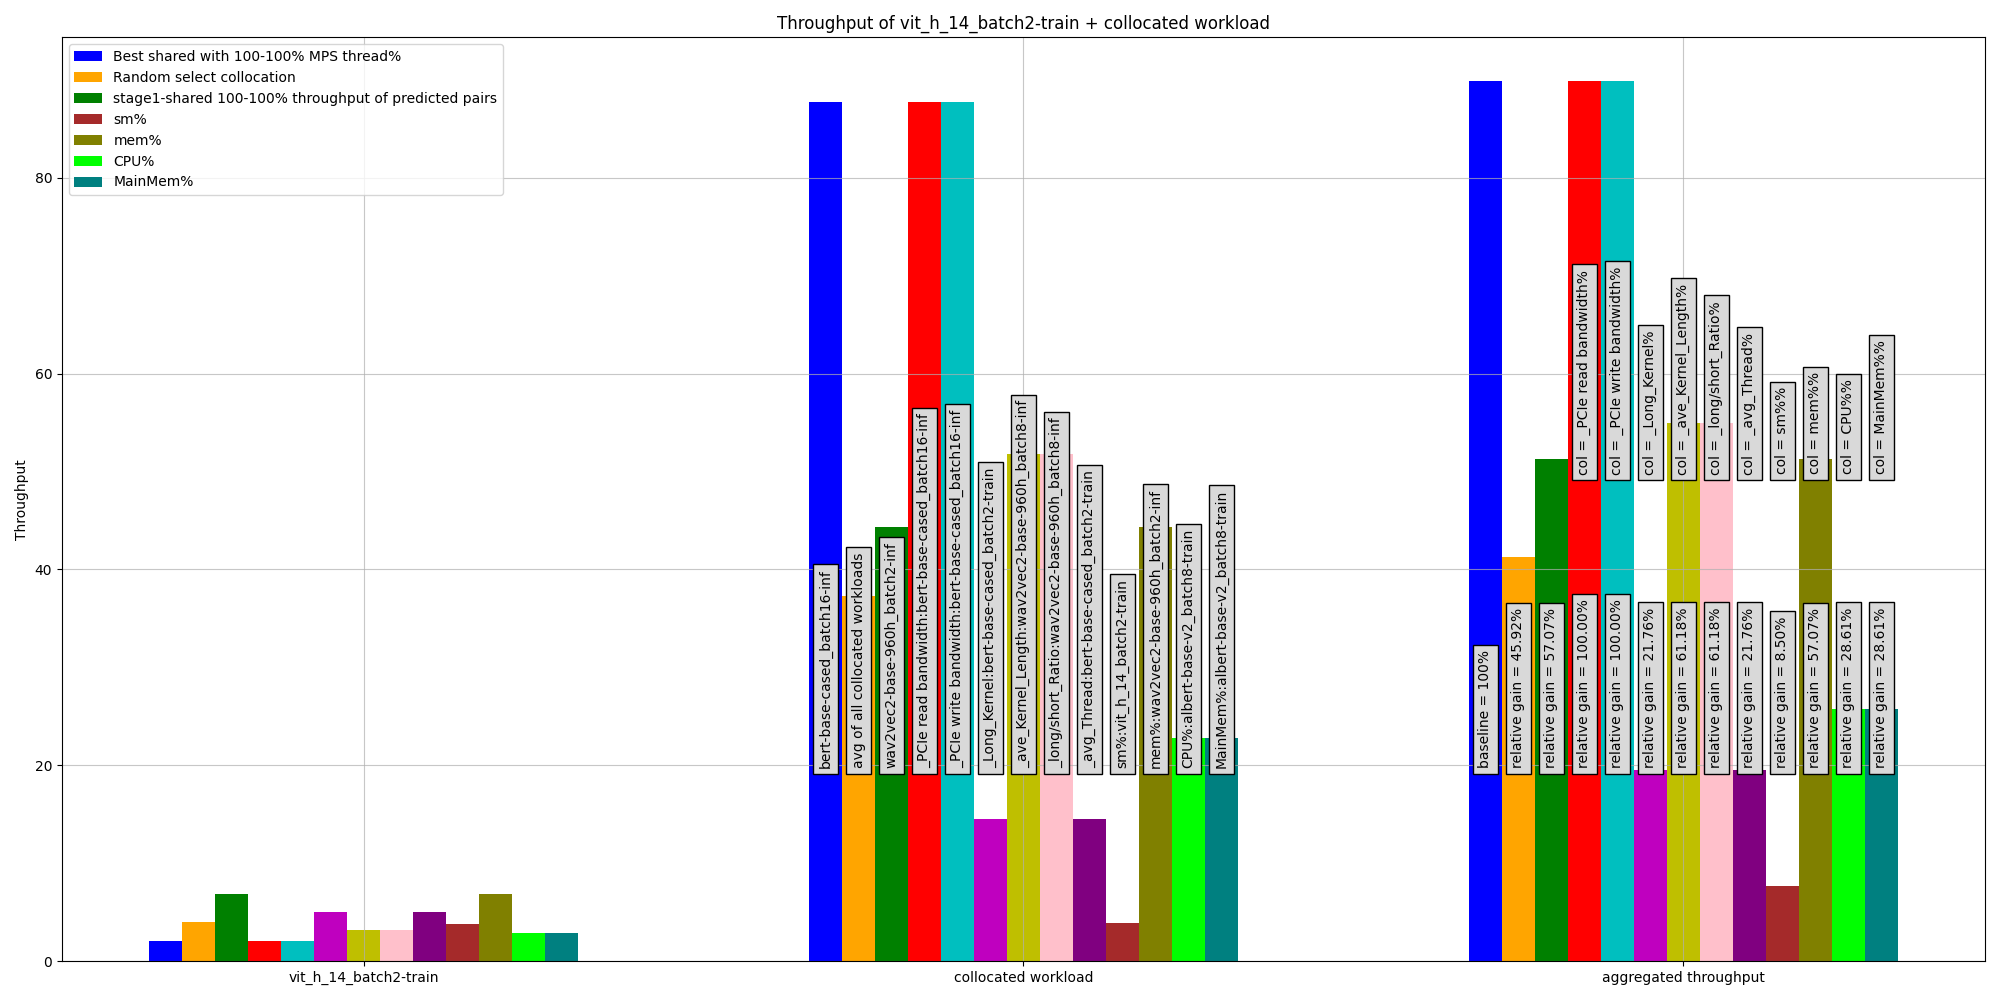 Throughput of vit_h_14_batch2-train + collocated workload
Best shared with 100-100% MPS thread%
Random select collocation
stage1-shared 100-100% throughput of predicted pairs
sm%
mem%
CPU%
MainMem%
Throughput
80
60
40
20
0
bert-base-cased_batch16-inf
avg of all collocated workloads
wav2vec2-base-960h_batch2-inf
_PCIe read bandwidth:bert-base-cased_batch16-inf
_PCIe write bandwidth:bert-base-cased_batch16-inf
_Long_Kernel:bert-base-cased_batch2-train
_ave_Kernel_Length:wav2vec2-base-960h_batch8-inf
_long/short_Ratio:wav2vec2-base-960h_batch8-inf
_avg_Thread:bert-base-cased_batch2-train
sm%:vit_h_14_batch2-train
mem%:wav2vec2-base-960h_batch2-inf
CPU%:albert-base-v2_batch8-train
MainMem%:albert-base-v2_batch8-train
col = _PCIe read bandwidth%
col = _PCIe write bandwidth%
col = _Long_Kernel%
col = _ave_Kernel_Length%
col = _long/short_Ratio%
col = _avg_Thread%
col = sm%%
col = mem%%
col = CPU%%
col = MainMem%%
baseline = 100%
relative gain = 45.92%
relative gain = 57.07%
relative gain = 100.00%
relative gain = 100.00%
relative gain = 21.76%
relative gain = 61.18%
relative gain = 61.18%
relative gain = 21.76%
relative gain = 8.50%
relative gain = 57.07%
relative gain = 28.61%
relative gain = 28.61%
vit_h_14_batch2-train
collocated workload
aggregated throughput